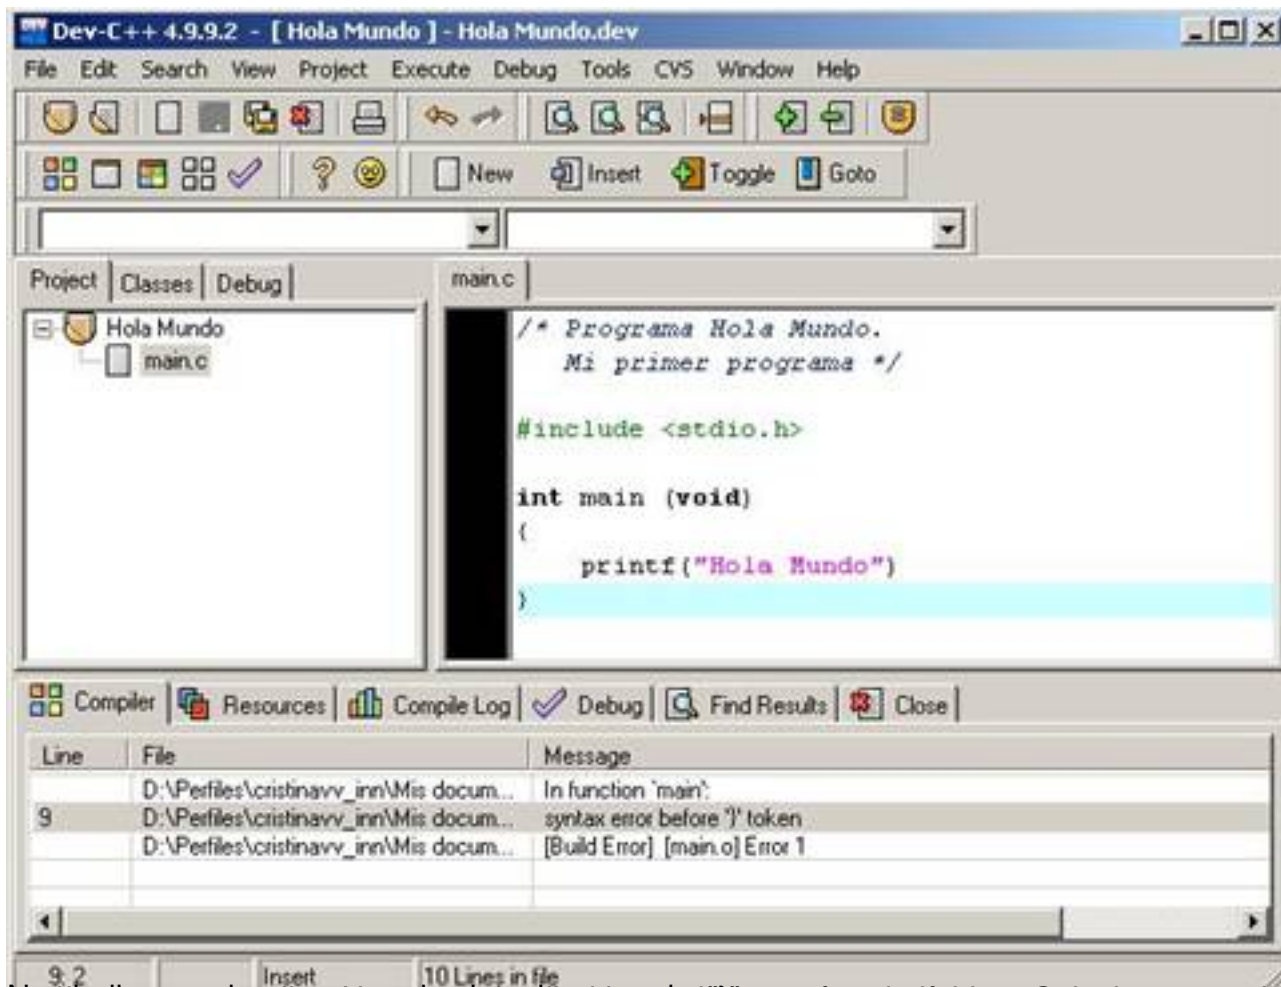 Dev-C++ 4.9.9.2 - [ Hola Mundo ] - Hola Mundo.dev
File Edit Search View Project Execute Debug Tools CVS Window Help
New Insert Toggle Goto
Project Classes Debug
main.c
Hola Mundo
main.c
/* Programa Hola Mundo.
Mi primer programa */
#include <stdio.h>
int main (void)
{
printf("Hola Mundo")
}
Compiler Resources Compile Log Debug Find Results Close
Line File Message
D:\Perfiles\cristinavv_inn\Mis docum... In function `main':
9 D:\Perfiles\cristinavv_inn\Mis docum... syntax error before '}' token
D:\Perfiles\cristinavv_inn\Mis docum... [Build Error] [main.o] Error 1
9: 2 Insert 10 Lines in file